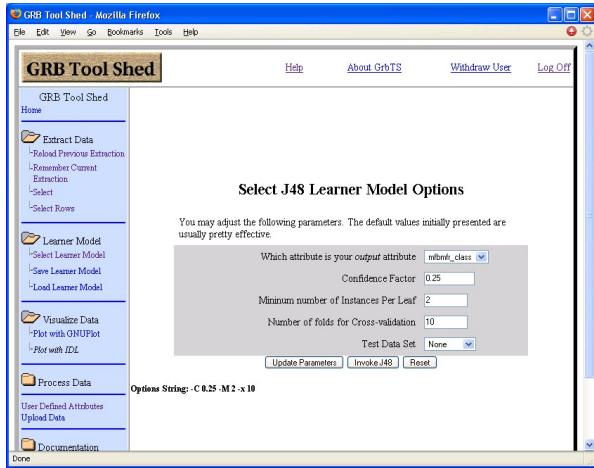 GRB Tool Shed - Mozilla Firefox
File Edit View Go Bookmarks Tools Help
GRB Tool Shed
Help About GrbTS Withdraw User Log Off
GRB Tool Shed
Home
Extract Data
Reload Previous Extraction
Remember Current
Extraction
Select
Select Rows
Learner Model
Select Learner Model
Save Learner Model
Load Learner Model
Visualize Data
Plot with GNUPlot
Plot with IDL
Process Data
User Defined Attributes
Upload Data
Documentation
Select J48 Learner Model Options
You may adjust the following parameters. The default values initially presented are
usually pretty effective.
Which attribute is your output attribute mfbmfr_class
Confidence Factor 0.25
Mininum number of Instances Per Leaf 2
Number of folds for Cross-validation 10
Test Data Set None
Update Parameters Invoke J48 Reset
Options String: -C 0.25 -M 2 -x 10
Done